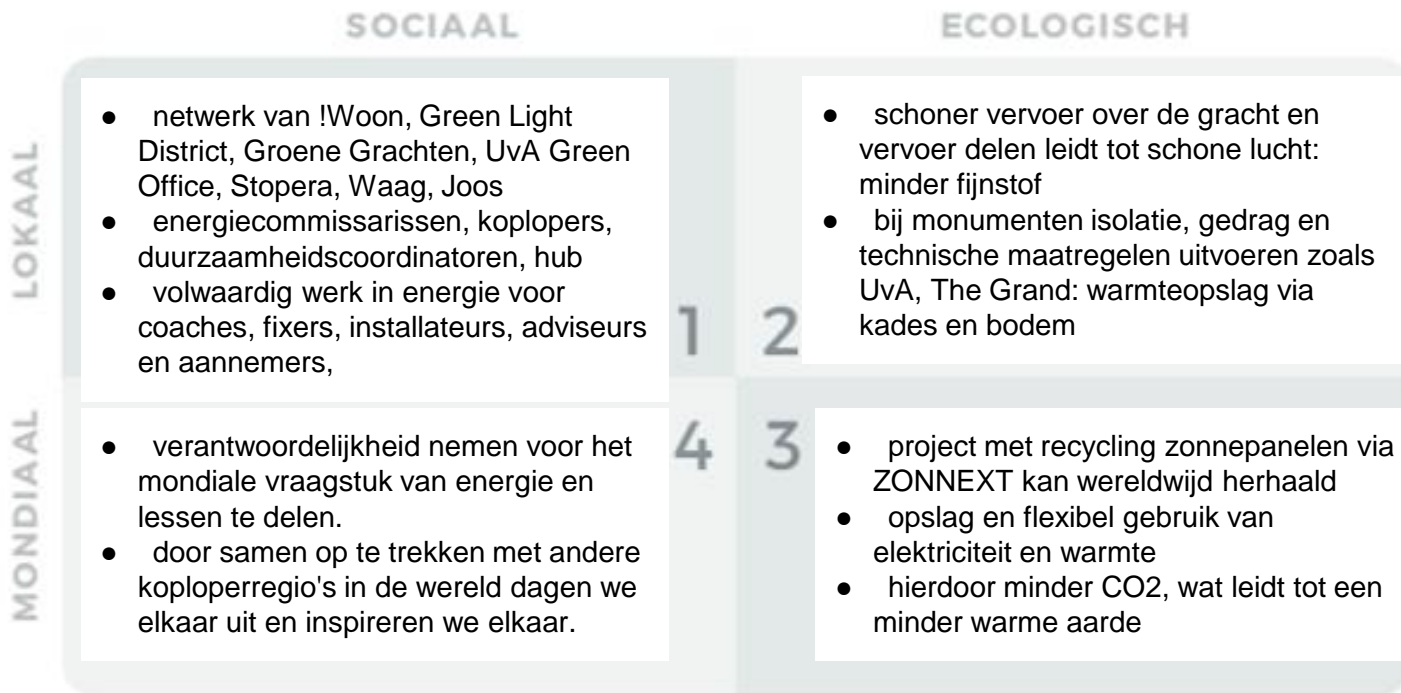 SOCIAAL
ECOLOGISCH
LOKAAL
● netwerk van !Woon, Green Light
District, Groene Grachten, UvA Green
Office, Stopera, Waag, Joos
● energiecommissarissen, koplopers,
duurzaamheidscoordinatoren, hub
● volwaardig werk in energie voor
coaches, fixers, installateurs, adviseurs
en aannemers,
1
2
● schoner vervoer over de gracht en
vervoer delen leidt tot schone lucht:
minder fijnstof
● bij monumenten isolatie, gedrag en
technische maatregelen uitvoeren zoals
UvA, The Grand: warmteopslag via
kades en bodem
MONDIAAL
● verantwoordelijkheid nemen voor het
mondiale vraagstuk van energie en
lessen te delen.
● door samen op te trekken met andere
koploperregio's in de wereld dagen we
elkaar uit en inspireren we elkaar.
4
3
● project met recycling zonnepanelen via
ZONNEXT kan wereldwijd herhaald
● opslag en flexibel gebruik van
elektriciteit en warmte
● hierdoor minder CO2, wat leidt tot een
minder warme aarde